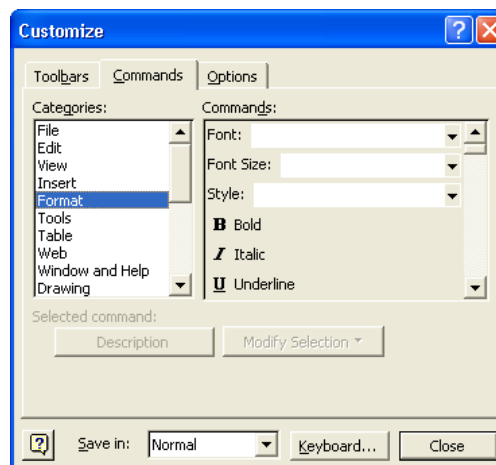 Customize
Toolbars Commands Options
Categories:
File
Edit
View
Insert
Format
Tools
Table
Web
Window and Help
Drawing
Commands:
Font:
Font Size:
Style:
B Bold
I Italic
U Underline
Selected command:
Description Modify Selection
Save in: Normal Keyboard... Close